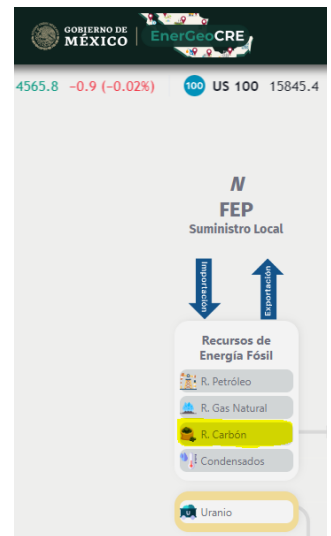 GOBIERNO DE
MÉXICO
EnerGeoCRE
4565.8 -0.9 (-0.02%) 100 US 100 15845.4
N
FEP
Suministro Local
Importación
Exportación
Recursos de
Energía Fósil
R. Petróleo
R. Gas Natural
R. Carbón
Condensados
Uranio